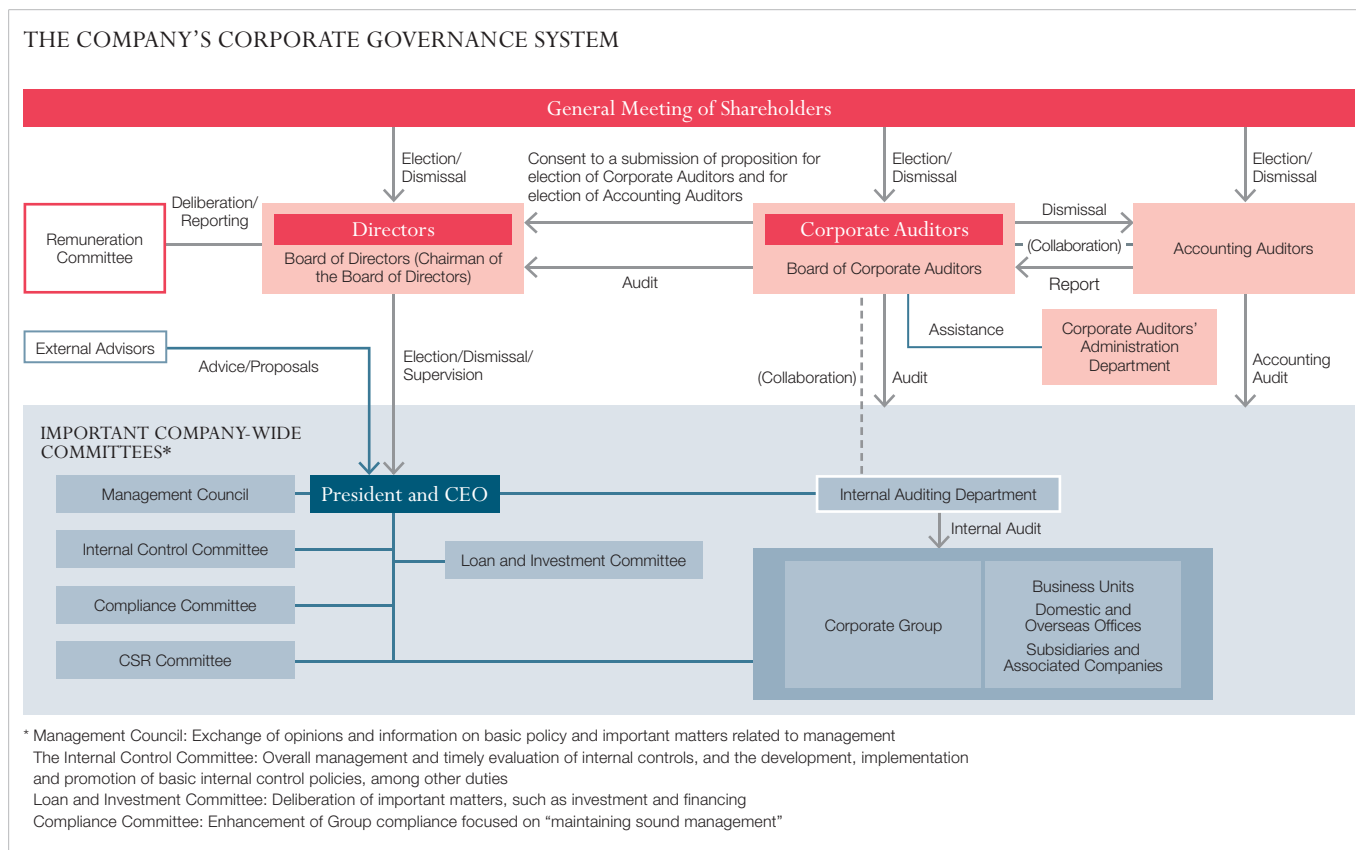 THE COMPANY’S CORPORATE GOVERNANCE SYSTEM
General Meeting of Shareholders
Election/
Dismissal
Consent to a submission of proposition for
election of Corporate Auditors and for
election of Accounting Auditors
Election/
Dismissal
Election/
Dismissal
Deliberation/
Reporting
Remuneration
Committee
Directors
Board of Directors (Chairman of
the Board of Directors)
Audit
Corporate Auditors
Board of Corporate Auditors
Dismissal
(Collaboration)
Report
Accounting Auditors
External Advisors
Advice/Proposals
Election/Dismissal/
Supervision
(Collaboration)
Audit
Assistance
Corporate Auditors’
Administration
Department
Accounting
Audit
IMPORTANT COMPANY-WIDE
COMMITTEES*
Management Council
President and CEO
Internal Auditing Department
Internal Audit
Internal Control Committee
Loan and Investment Committee
Compliance Committee
CSR Committee
Corporate Group
Business Units
Domestic and
Overseas Offices
Subsidiaries and
Associated Companies
* Management Council: Exchange of opinions and information on basic policy and important matters related to management
The Internal Control Committee: Overall management and timely evaluation of internal controls, and the development, implementation
and promotion of basic internal control policies, among other duties
Loan and Investment Committee: Deliberation of important matters, such as investment and financing
Compliance Committee: Enhancement of Group compliance focused on “maintaining sound management”